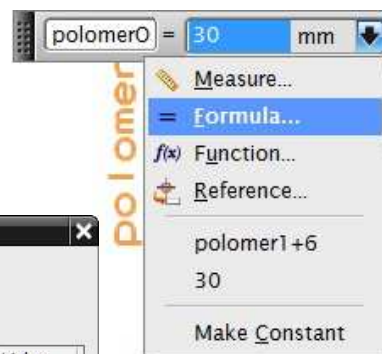 polomer0 = 30 mm
polomer
Measure...
= Formula...
f(x) Function...
Reference...
polomer1+6
30
Make Constant